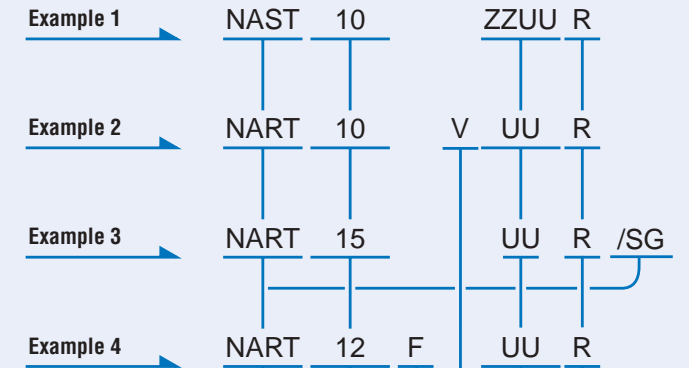 Example 1 NAST 10 ZZUU R
Example 2 NART 10 V UU R
Example 3 NART 15 UU R /SG
Example 4 NART 12 F UU R